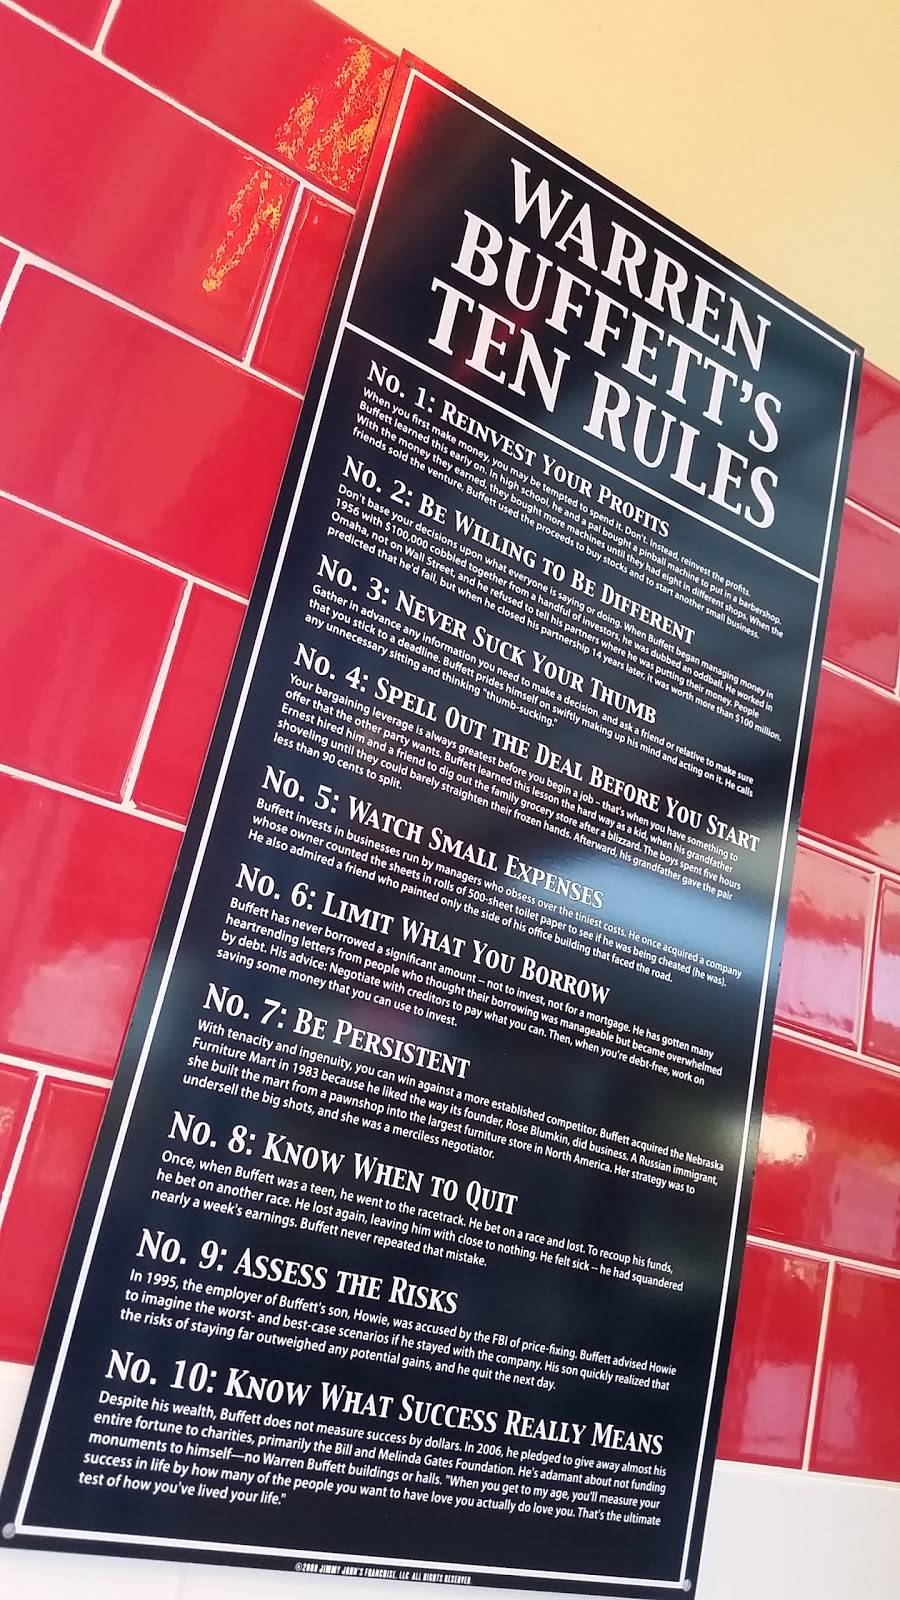 WARREN
BUFFETT'S
TEN RULES
No. 1: Reinvest Your Profits
When you first make money, you may be tempted to spend it. Don't. Instead, reinvest the profits.
Buffett learned this early on. In high school, he and a pal bought a pinball machine to put in a barbershop.
With the money they earned, they bought more machines until they had eight in different shops. When the
friends sold the venture, Buffett used the proceeds to buy stocks and to start another small business.
No. 2: Be Willing to Be Different
Don't base your decisions upon what everyone is saying or doing. When Buffett began managing money in
1956 with $100,000 cobbled together from a handful of investors, he was dubbed an oddball. He worked in
Omaha, not on Wall Street, and he refused to tell his partners where he was putting their money. People
predicted that he'd fail, but when he closed his partnership 14 years later, it was worth more than $100 million.
No. 3: Never Suck Your Thumb
Gather in advance any information you need to make a decision, and ask a friend or relative to make sure
that you stick to a deadline. Buffett prides himself on swiftly making up his mind and acting on it. He calls
any unnecessary sitting and thinking "thumb-sucking."
No. 4: Spell Out the Deal Before You Start
Your bargaining leverage is always greatest before you begin a job – that's when you have something to
offer that the other party wants. Buffett learned this lesson the hard way as a kid, when his grandfather
Ernest hired him and a friend to dig out the family grocery store after a blizzard. The boys spent five hours
shoveling until they could barely straighten their frozen hands. Afterward, his grandfather gave the pair
less than 90 cents to split.
No. 5: Watch Small Expenses
Buffett invests in businesses run by managers who obsess over the tiniest costs. He once acquired a company
whose owner counted the sheets in rolls of 500-sheet toilet paper to see if he was being cheated (he was).
He also admired a friend who painted only the side of his office building that faced the road.
No. 6: Limit What You Borrow
Buffett has never borrowed a significant amount – not to invest, not for a mortgage. He has gotten many
heartrending letters from people who thought their borrowing was manageable but became overwhelmed
by debt. His advice: Negotiate with creditors to pay what you can. Then, when you're debt-free, work on
saving some money that you can use to invest.
No. 7: Be Persistent
With tenacity and ingenuity, you can win against a more established competitor. Buffett acquired the Nebraska
Furniture Mart in 1983 because he liked the way its founder, Rose Blumkin, did business. A Russian immigrant,
she built the mart from a pawnshop into the largest furniture store in North America. Her strategy was to
undersell the big shots, and she was a merciless negotiator.
No. 8: Know When to Quit
Once, when Buffett was a teen, he went to the racetrack. He bet on a race and lost. To recoup his funds,
he bet on another race. He lost again, leaving him with close to nothing. He felt sick – he had squandered
nearly a week's earnings. Buffett never repeated that mistake.
No. 9: Assess the Risks
In 1995, the employer of Buffett's son, Howie, was accused by the FBI of price-fixing. Buffett advised Howie
to imagine the worst- and best-case scenarios if he stayed with the company. His son quickly realized that
the risks of staying far outweighed any potential gains, and he quit the next day.
No. 10: Know What Success Really Means
Despite his wealth, Buffett does not measure success by dollars. In 2006, he pledged to give away almost his
entire fortune to charities, primarily the Bill and Melinda Gates Foundation. He's adamant about not funding
monuments to himself—no Warren Buffett buildings or halls. "When you get to my age, you'll measure your
success in life by how many of the people you want to have love you actually do love you. That's the ultimate
test of how you've lived your life."
©2008 JIMMY JOHN'S FRANCHISE, LLC ALL RIGHTS RESERVED